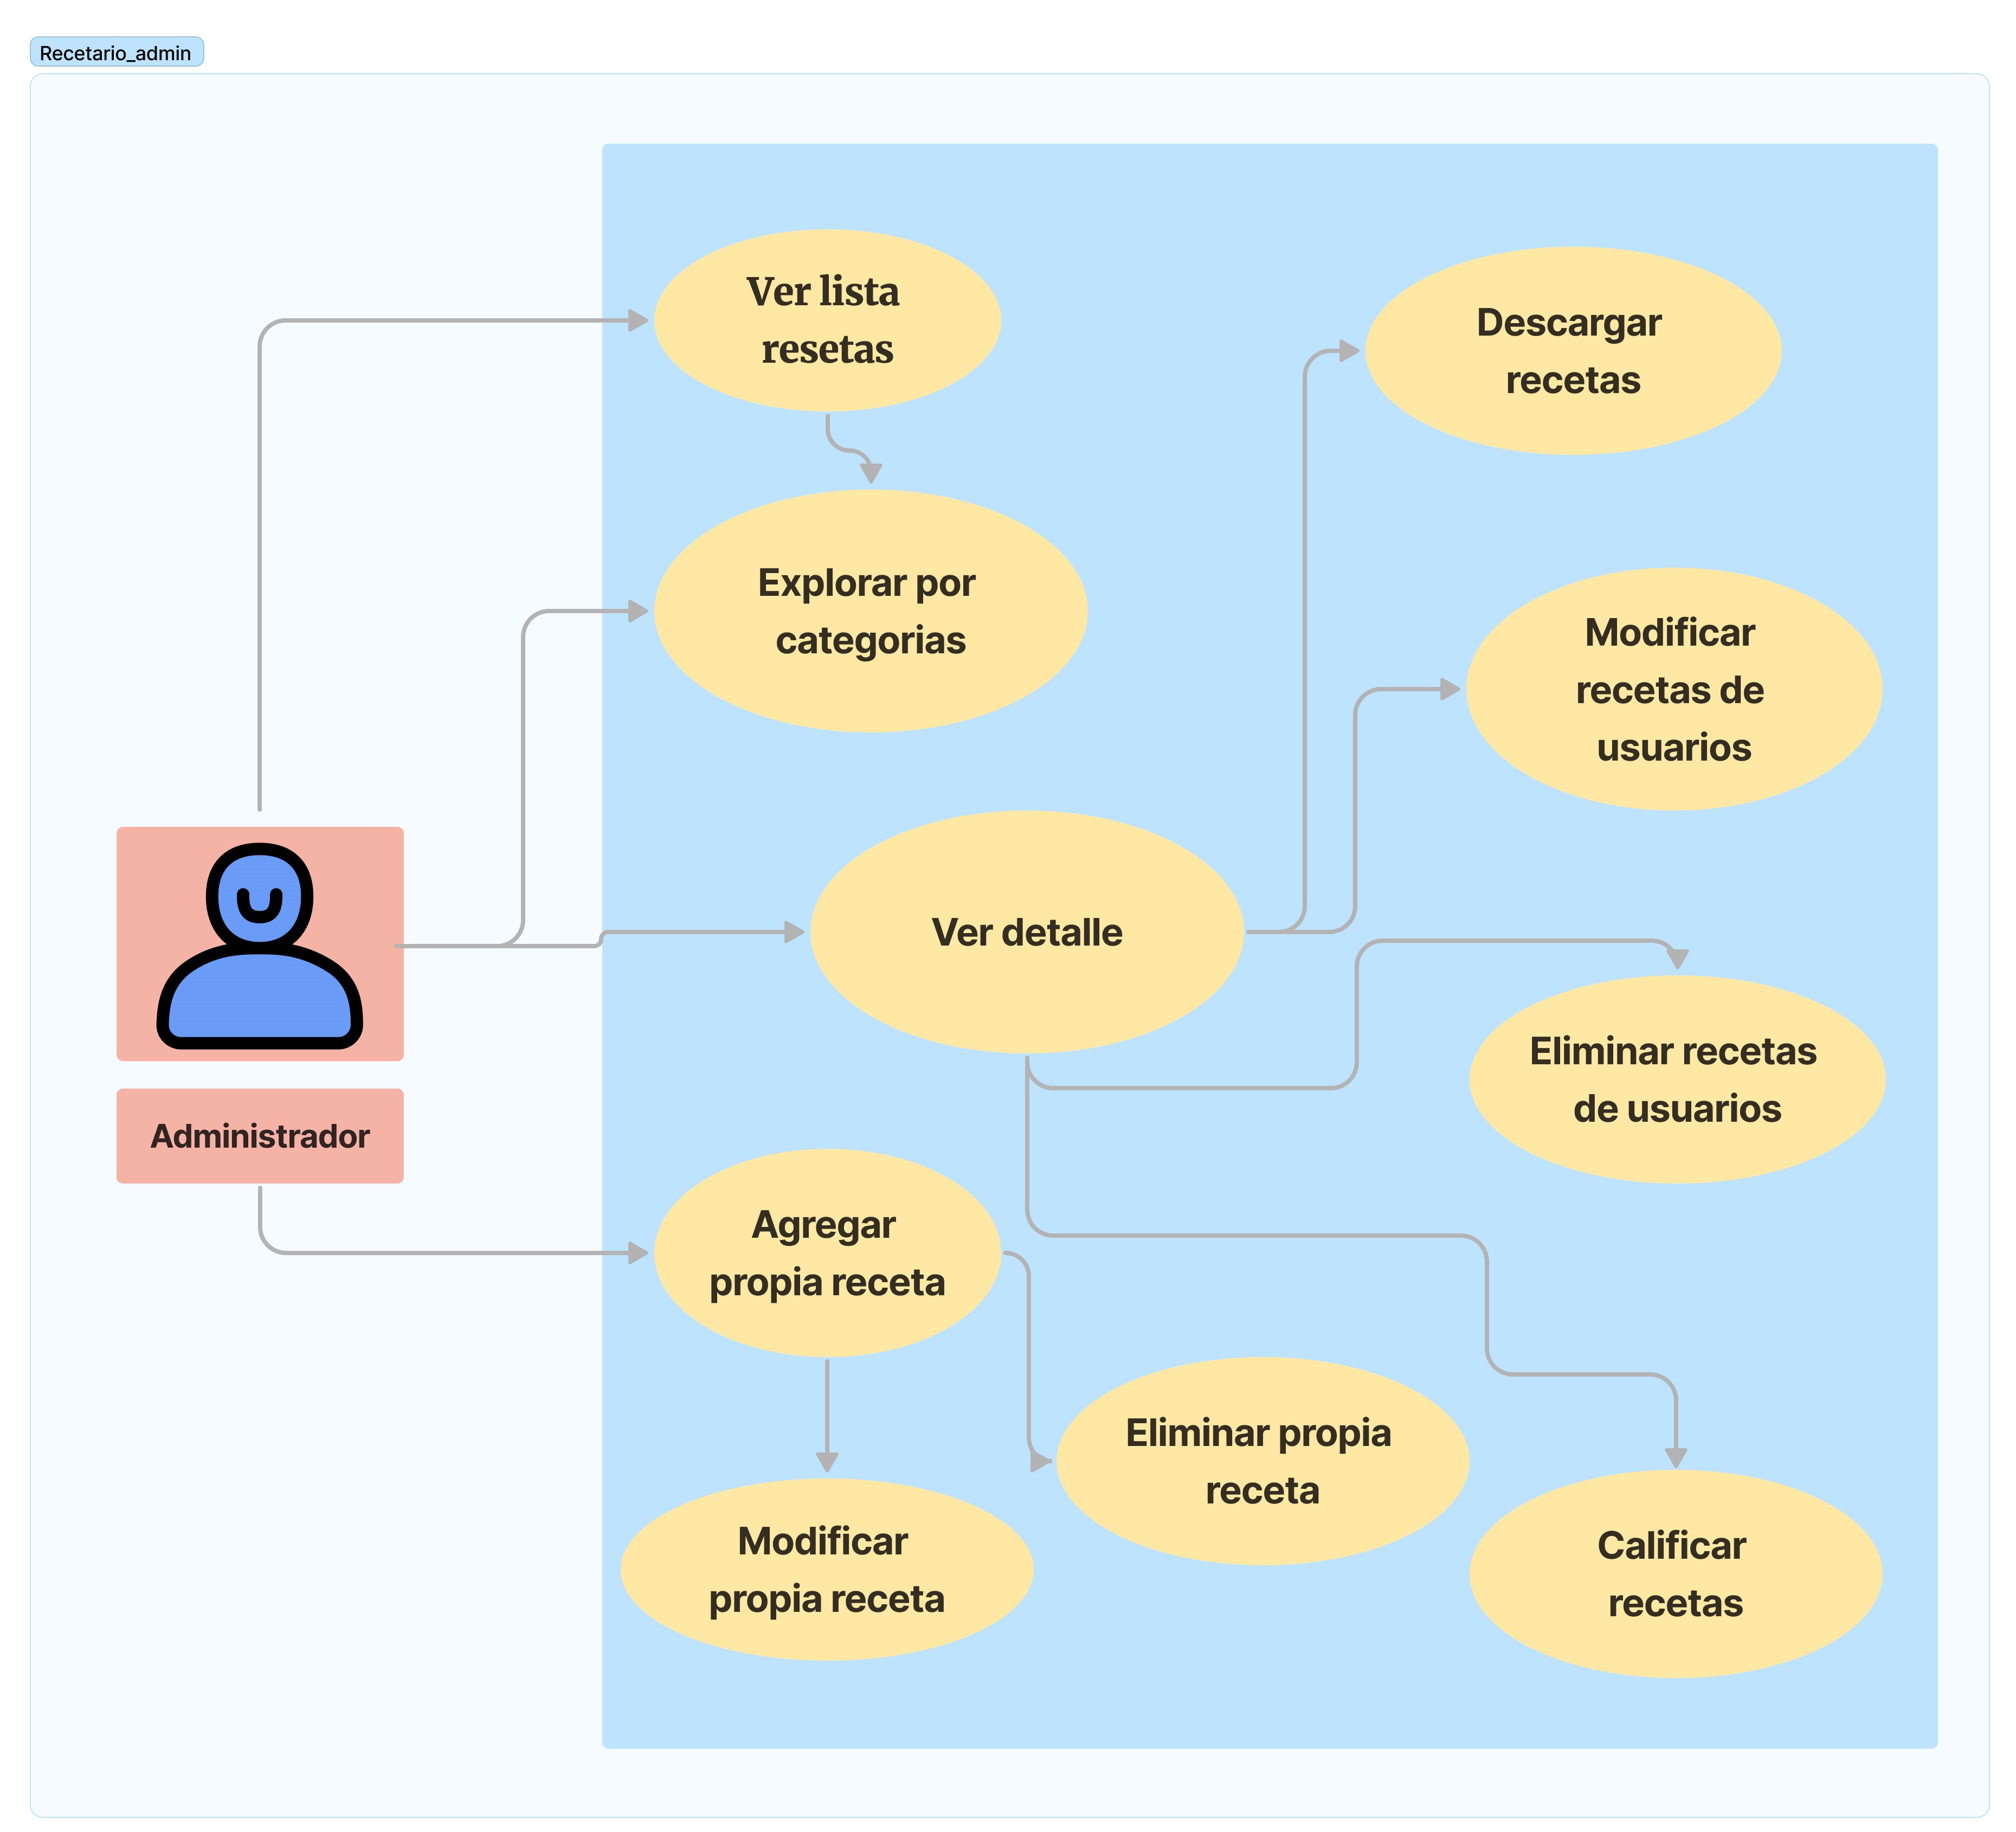 Recetario_admin
Ver lista
resetas
Descargar
recetas
Explorar por
categorias
Modificar
recetas de
usuarios
Ver detalle
Eliminar recetas
de usuarios
Administrador
Agregar
propia receta
Eliminar propia
receta
Modificar
propia receta
Calificar
recetas